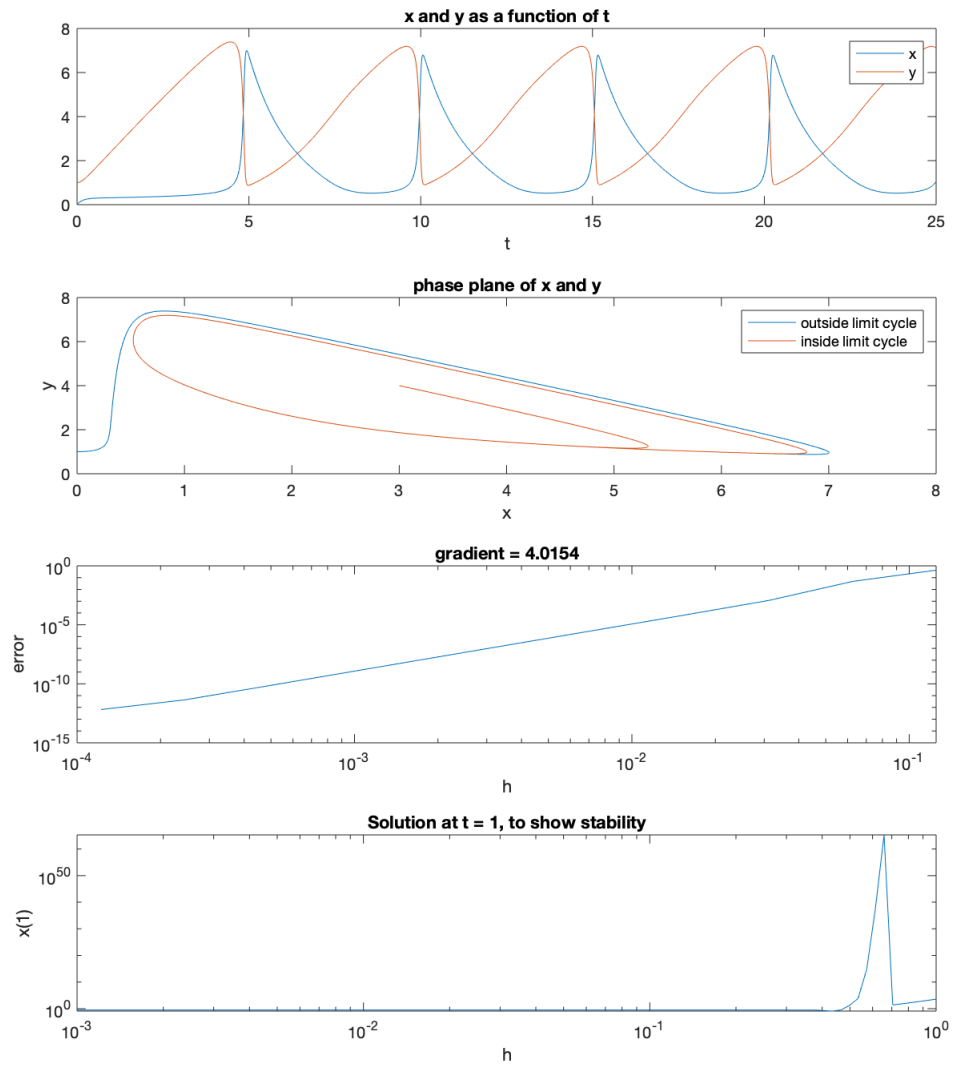 x and y as a function of t
8
6
4
2
0
x
y
0 5 10 15 20 25
t
phase plane of x and y
8
6
4
2
0
y
outside limit cycle
inside limit cycle
0 1 2 3 4 5 6 7 8
x
gradient = 4.0154
10^0
10^-5
10^-10
10^-15
error
10^-4 10^-3 10^-2 10^-1
h
Solution at t = 1, to show stability
10^50
10^0
x(1)
10^-3 10^-2 10^-1 10^0
h